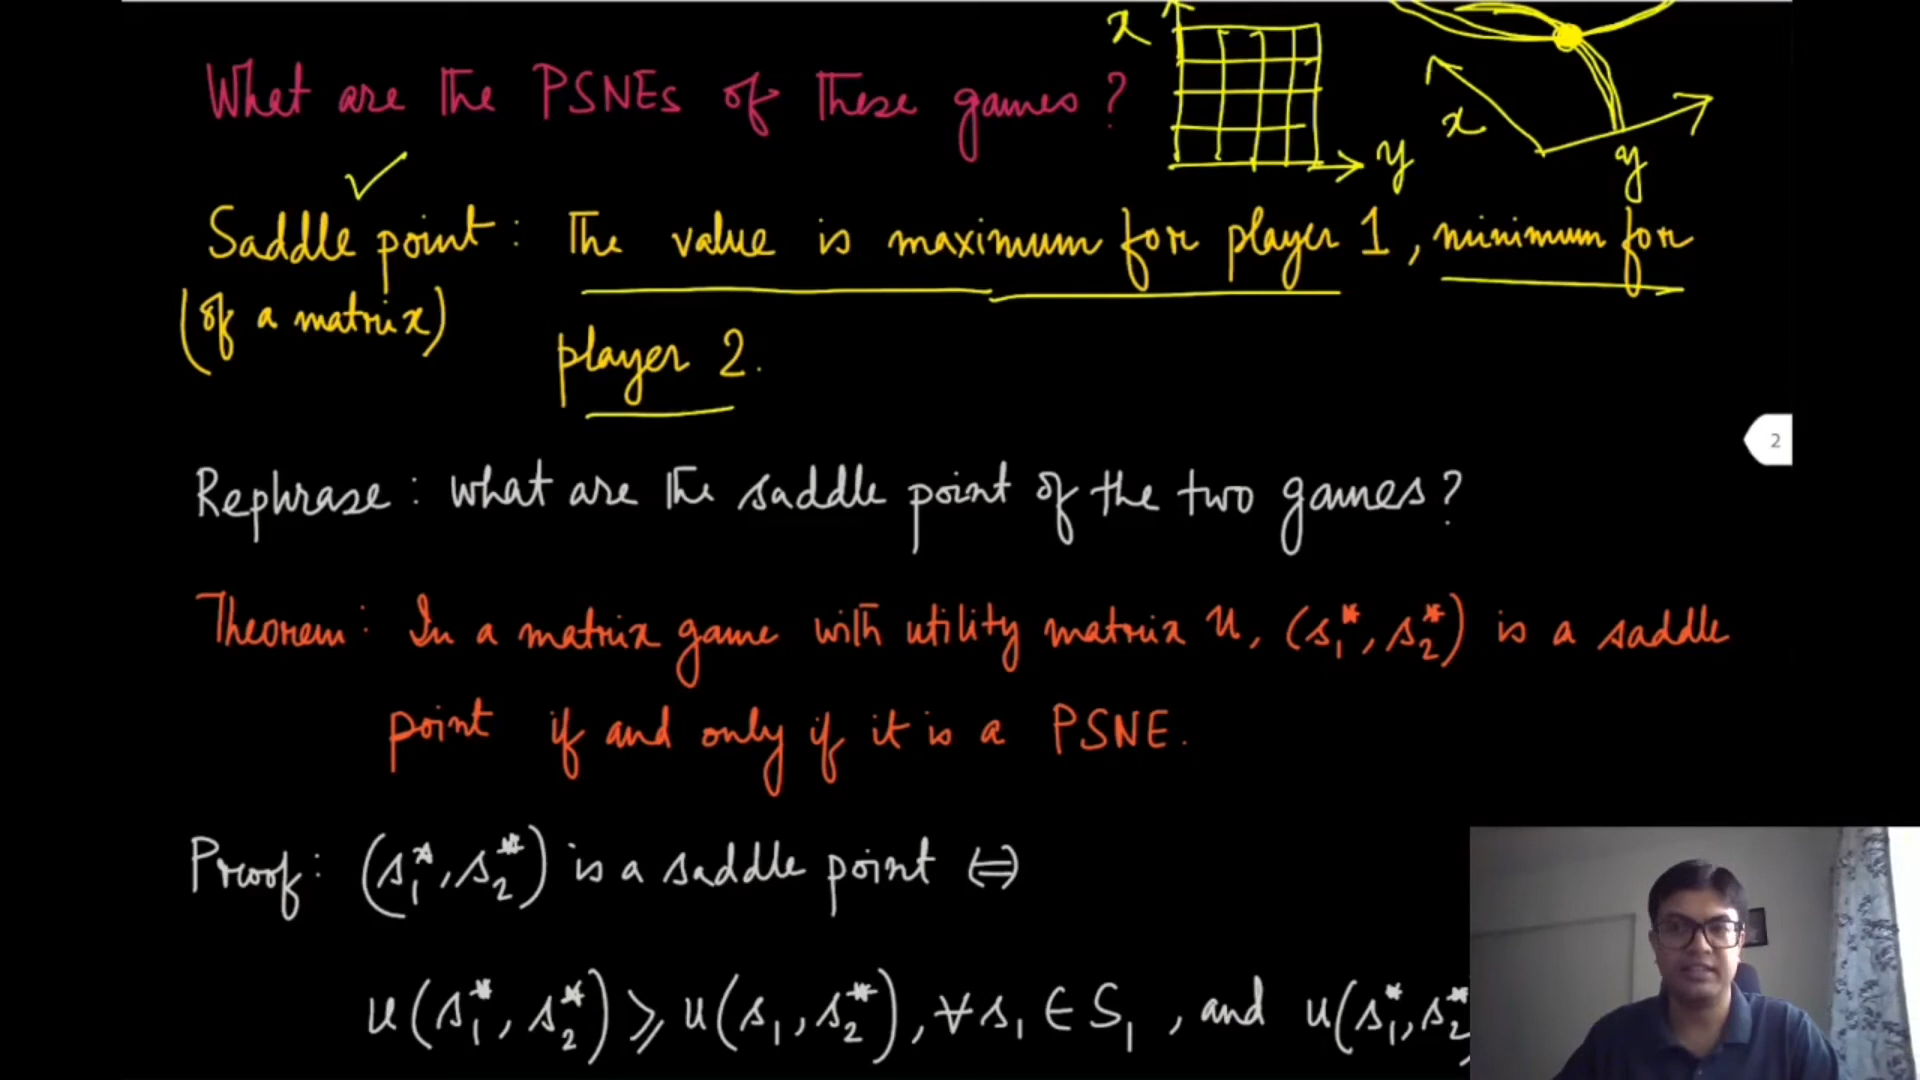 x
What are the PSNEs of these games?
y
x
y
Saddle point: The value is maximum for player 1, minimum for
(of a matrix)
player 2.
2
Rephrase: what are the saddle point of the two games?
Theorem: In a matrix game with utility matrix u, (s₁*, s₂*) is a saddle
point if and only if it is a PSNE.
Proof: (s₁*, s₂*) is a saddle point ⇔
u(s₁*, s₂*) ≥ u(s₁, s₂*), ∀ s₁ ∈ S₁, and u(s₁*, s₂*